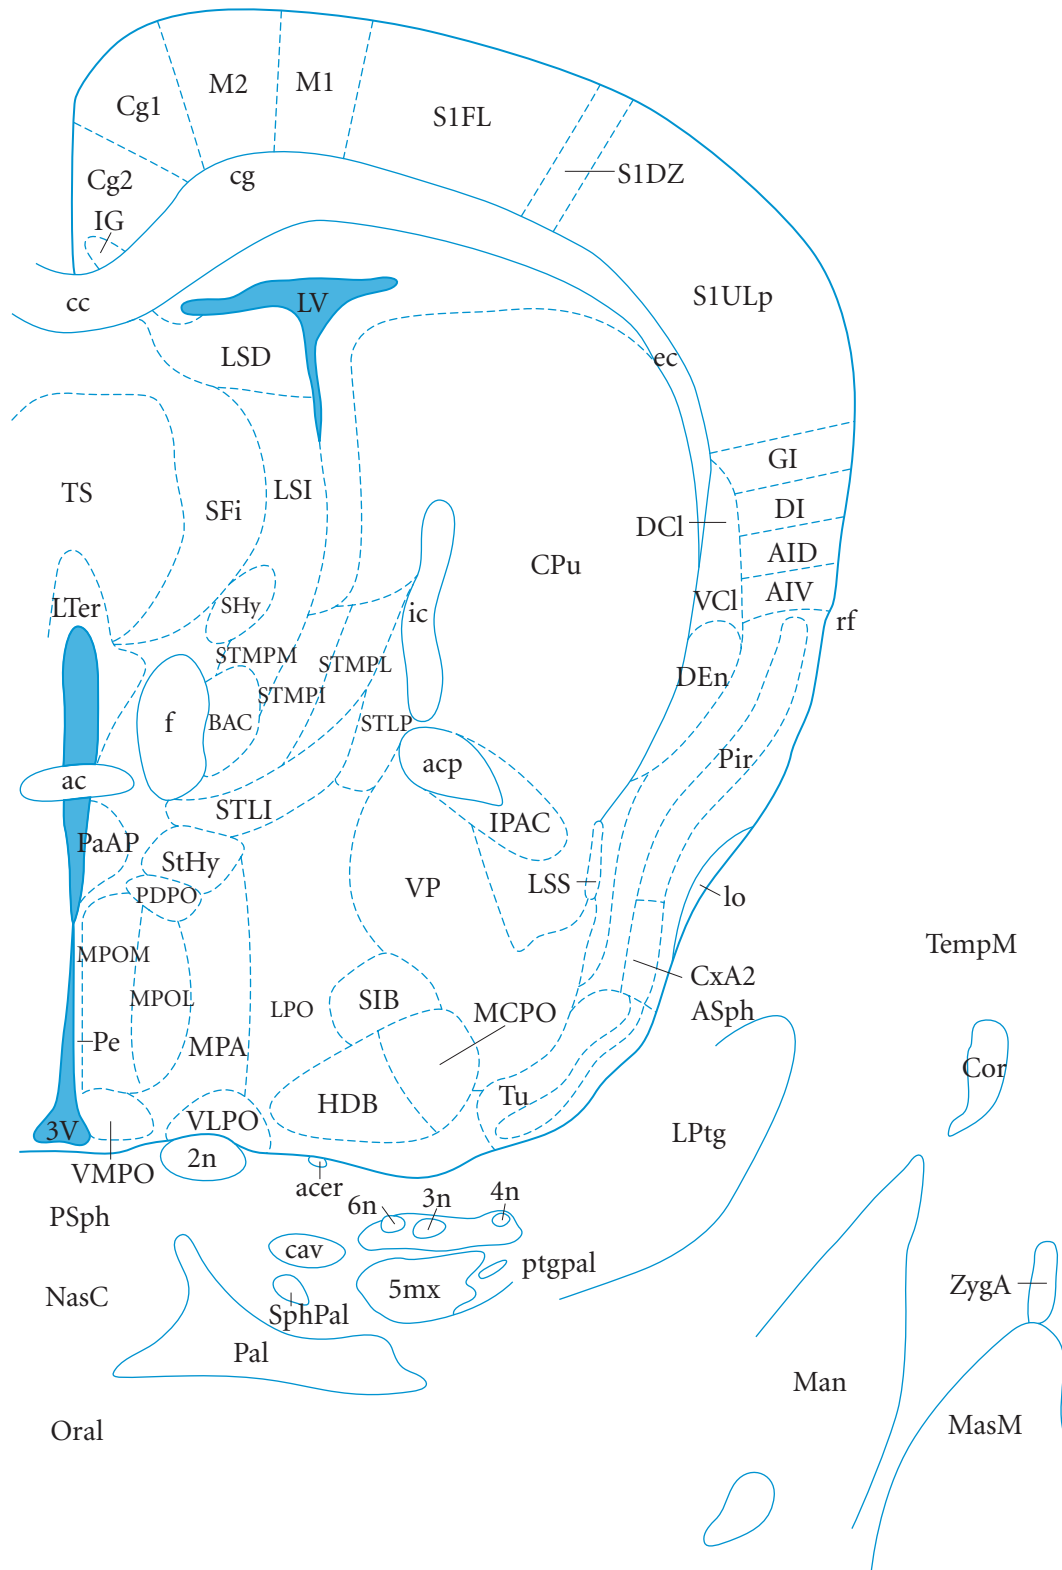 M2
M1
Cg1
S1FL
Cg2
cg
S1DZ
IG
cc
LV
S1ULp
LSD
ec
GI
TS
LSI
SFi
DI
DCl
AID
CPu
AIV
VCl
LTer
SHy
ic
rf
STMPM
STMPL
DEn
STMPI
f
BAC
STLP
Pir
acp
ac
STLI
IPAC
PaAP
StHy
VP
LSS
PDPO
lo
TempM
MPOM
CxA2
MPOL
SIB
LPO
MCPO
ASph
Pe
MPA
Cor
Tu
HDB
VLPO
3V
LPtg
2n
VMPO
acer
6n
3n
4n
PSph
cav
ptgpal
ZygA
5mx
NasC
SphPal
Pal
Man
MasM
Oral